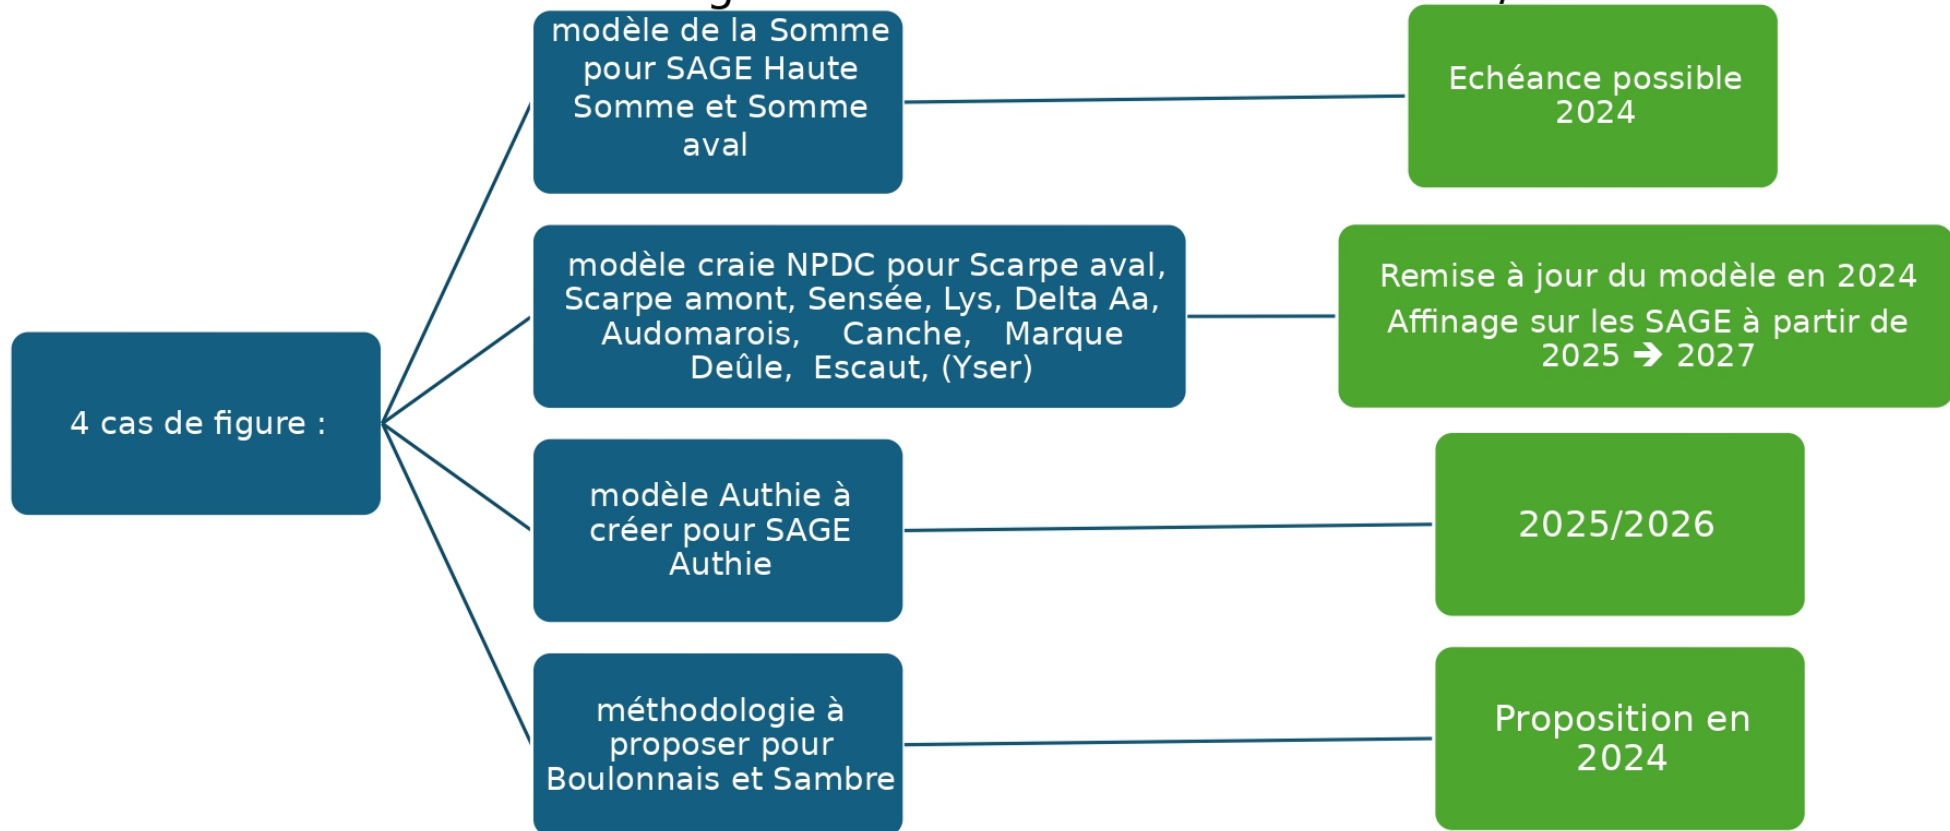 modèle de la Somme
pour SAGE Haute
Somme et Somme
aval
Echéance possible
2024
modèle craie NPDC pour Scarpe aval,
Scarpe amont, Sensée, Lys, Delta Aa,
Audomarois, Canche, Marque
Deûle, Escaut, (Yser)
Remise à jour du modèle en 2024
Affinage sur les SAGE à partir de
2025 ➔ 2027
4 cas de figure :
modèle Authie à
créer pour SAGE
Authie
2025/2026
méthodologie à
proposer pour
Boulonnais et Sambre
Proposition en
2024